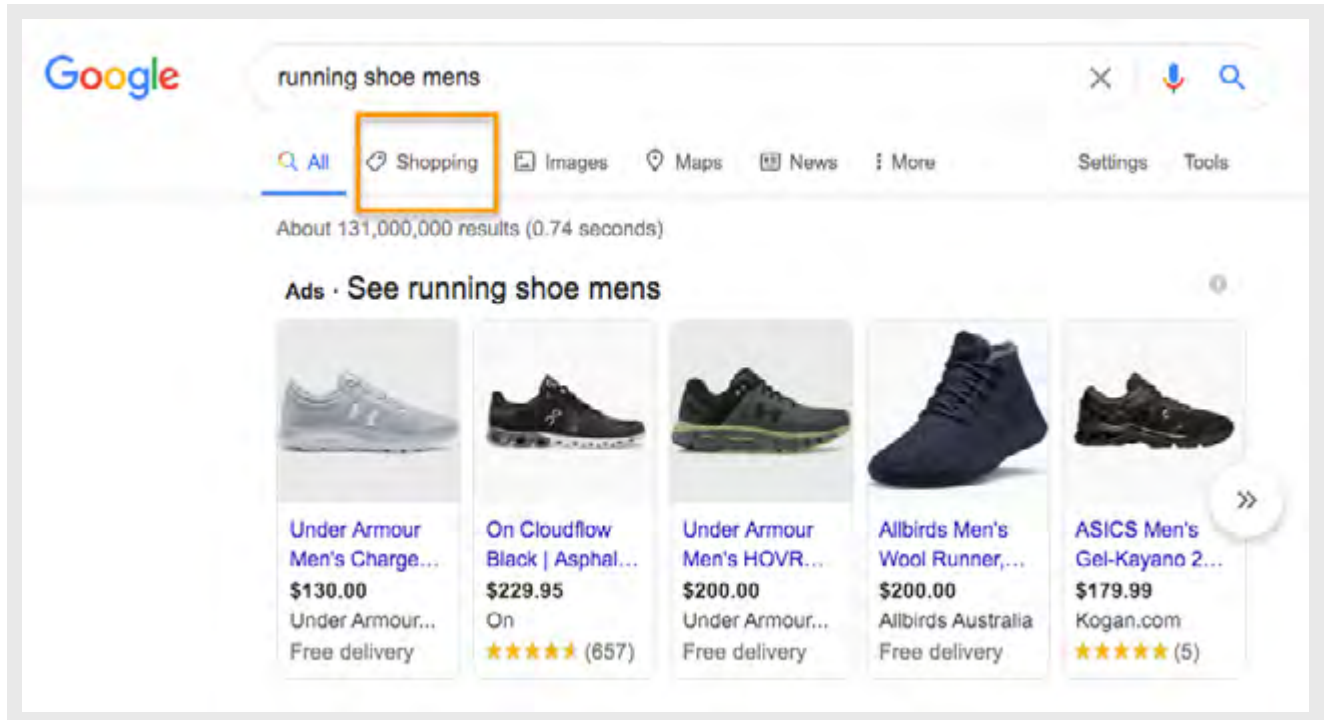 Google
running shoe mens
All Shopping Images Maps News More Settings Tools
About 131,000,000 results (0.74 seconds)
Ads · See running shoe mens
Under Armour
Men's Charge...
$130.00
Under Armour...
Free delivery
On Cloudflow
Black | Asphal...
$229.95
On
(657)
Under Armour
Men's HOVR...
$200.00
Under Armour...
Free delivery
Allbirds Men's
Wool Runner,...
$200.00
Allbirds Australia
Free delivery
ASICS Men's
Gel-Kayano 2...
$179.99
Kogan.com
(5)